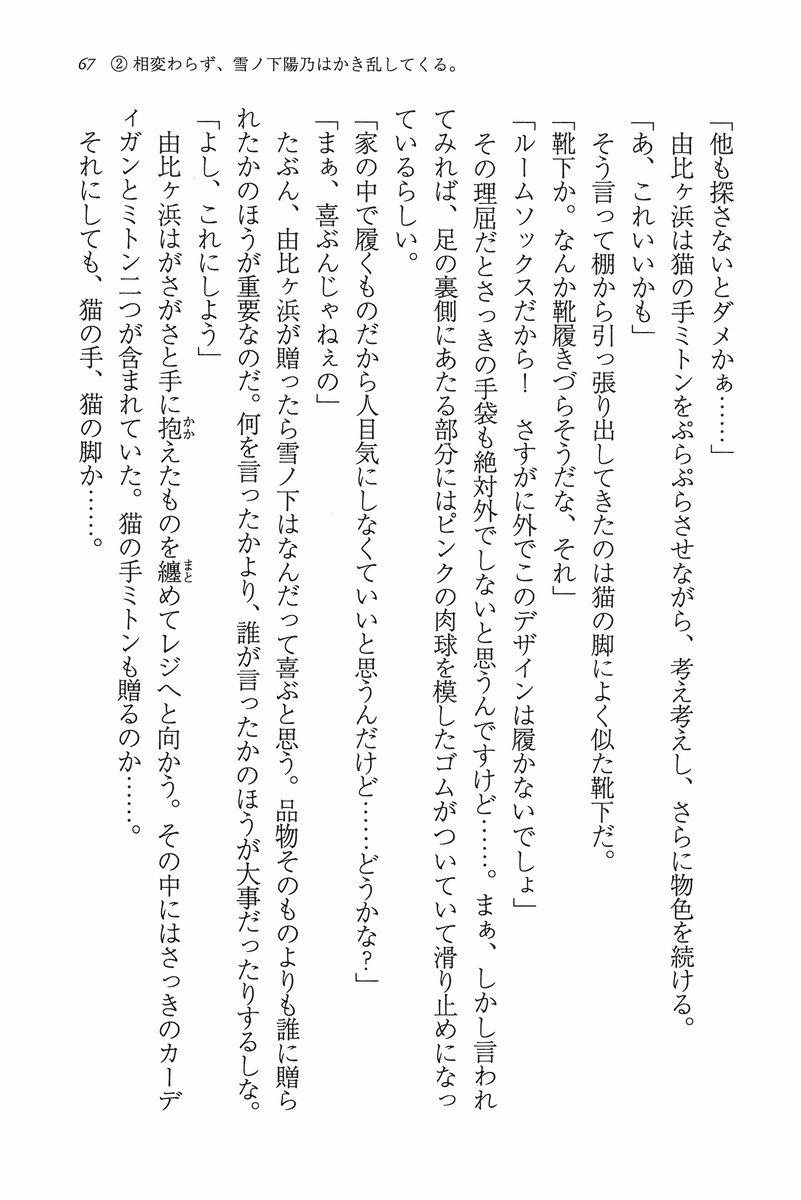 67　② 相変わらず、雪ノ下陽乃はかき乱してくる。
「他も探さないとダメかぁ……」
由比ヶ浜は猫の手ミトンをぷらぷらさせながら、考え考えし、さらに物色を続ける。
「あ、これいいかも」
そう言って棚から引っ張り出してきたのは猫の脚によく似た靴下だ。
「靴下か。なんか靴履きづらそうだな、それ」
「ルームソックスだから！　さすがに外でこのデザインは履かないでしょ」
その理屈だとさっきの手袋も絶対外でしないと思うんですけど……。まぁ、しかし言われ
てみれば、足の裏側にあたる部分にはピンクの肉球を模したゴムがついていて滑り止めになっ
ているらしい。
「家の中で履くものだから人目気にしなくていいと思うんだけど……どうかな？」
「まぁ、喜ぶんじゃねぇの」
たぶん、由比ヶ浜が贈ったら雪ノ下はなんだって喜ぶと思う。品物そのものよりも誰に贈ら
れたかのほうが重要なのだ。何を言ったかより、誰が言ったかのほうが大事だったりするしな。
「よし、これにしよう」
由比ヶ浜はがさがさと手に抱かかえたものを纏まとめてレジへと向かう。その中にはさっきのカーデ
ィガンとミトン二つが含まれていた。猫の手ミトンも贈るのか……。
それにしても、猫の手、猫の脚か……。